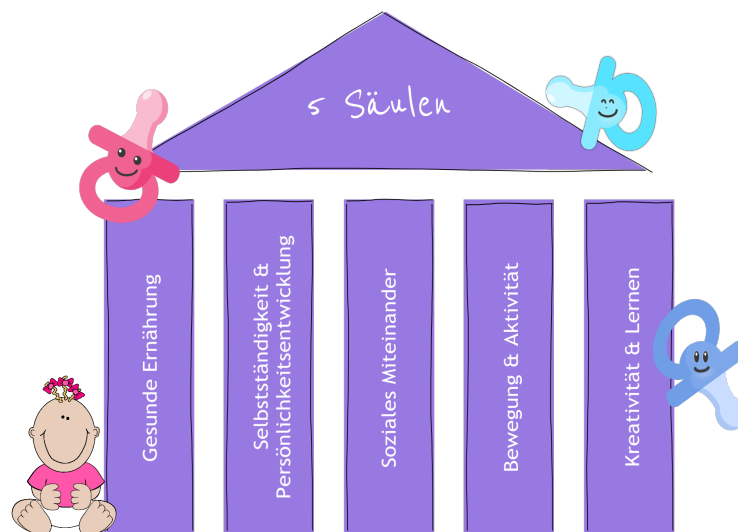 5 Säulen
Gesunde Ernährung
Selbstständigkeit &
Persönlichkeitsentwicklung
Soziales Miteinander
Bewegung & Aktivität
Kreativität & Lernen